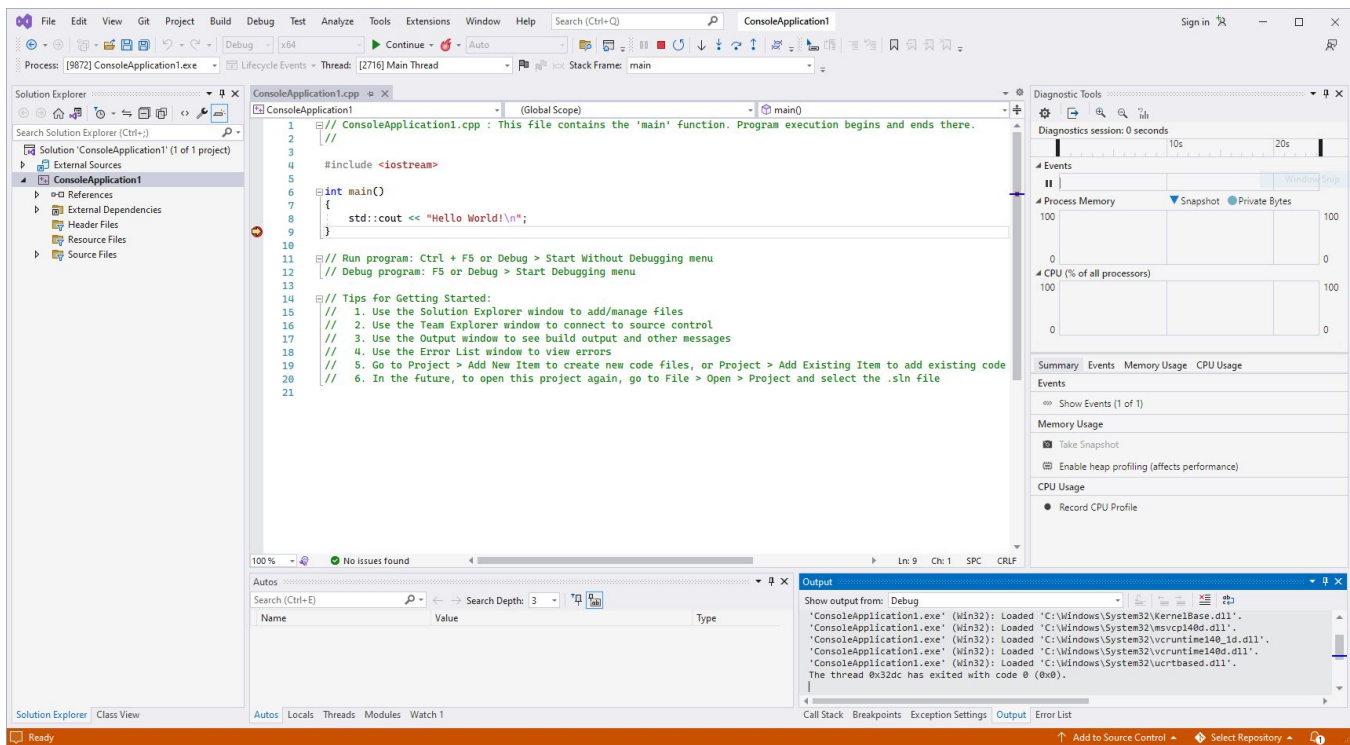 File Edit View Git Project Build Debug Test Analyze Tools Extensions Window Help Search (Ctrl+Q) ConsoleApplication1 Sign in
Debug x64 Continue Auto
Process: [9872] ConsoleApplication1.exe Lifecycle Events Thread: [2716] Main Thread Stack Frame: main
Solution Explorer
Search Solution Explorer (Ctrl+;)
Solution 'ConsoleApplication1' (1 of 1 project)
External Sources
ConsoleApplication1
References
External Dependencies
Header Files
Resource Files
Source Files
Solution Explorer Class View
ConsoleApplication1.cpp
ConsoleApplication1 (Global Scope) main()
1 // ConsoleApplication1.cpp : This file contains the 'main' function. Program execution begins and ends there.
2 //
3
4 #include <iostream>
5
6 int main()
7 {
8 std::cout << "Hello World!\n";
9 }
10
11 // Run program: Ctrl + F5 or Debug > Start Without Debugging menu
12 // Debug program: F5 or Debug > Start Debugging menu
13
14 // Tips for Getting Started:
15 // 1. Use the Solution Explorer window to add/manage files
16 // 2. Use the Team Explorer window to connect to source control
17 // 3. Use the Output window to see build output and other messages
18 // 4. Use the Error List window to view errors
19 // 5. Go to Project > Add New Item to create new code files, or Project > Add Existing Item to add existing code
20 // 6. In the future, to open this project again, go to File > Open > Project and select the .sln file
21
100 % No issues found Ln: 9 Ch: 1 SPC CRLF
Diagnostic Tools
Diagnostics session: 0 seconds
10s 20s
Events
Window Snip
Process Memory Snapshot Private Bytes
100 100
0 0
CPU (% of all processors)
100 100
0 0
Summary Events Memory Usage CPU Usage
Events
Show Events (1 of 1)
Memory Usage
Take Snapshot
Enable heap profiling (affects performance)
CPU Usage
Record CPU Profile
Autos
Search (Ctrl+E) Search Depth: 3
Name Value Type
Autos Locals Threads Modules Watch 1
Output
Show output from: Debug
'ConsoleApplication1.exe' (Win32): Loaded 'C:\Windows\System32\KernelBase.dll'.
'ConsoleApplication1.exe' (Win32): Loaded 'C:\Windows\System32\msvcp140d.dll'.
'ConsoleApplication1.exe' (Win32): Loaded 'C:\Windows\System32\vcruntime140_1d.dll'.
'ConsoleApplication1.exe' (Win32): Loaded 'C:\Windows\System32\vcruntime140d.dll'.
'ConsoleApplication1.exe' (Win32): Loaded 'C:\Windows\System32\ucrtbased.dll'.
The thread 0x32dc has exited with code 0 (0x0).
Call Stack Breakpoints Exception Settings Output Error List
Ready Add to Source Control Select Repository 1